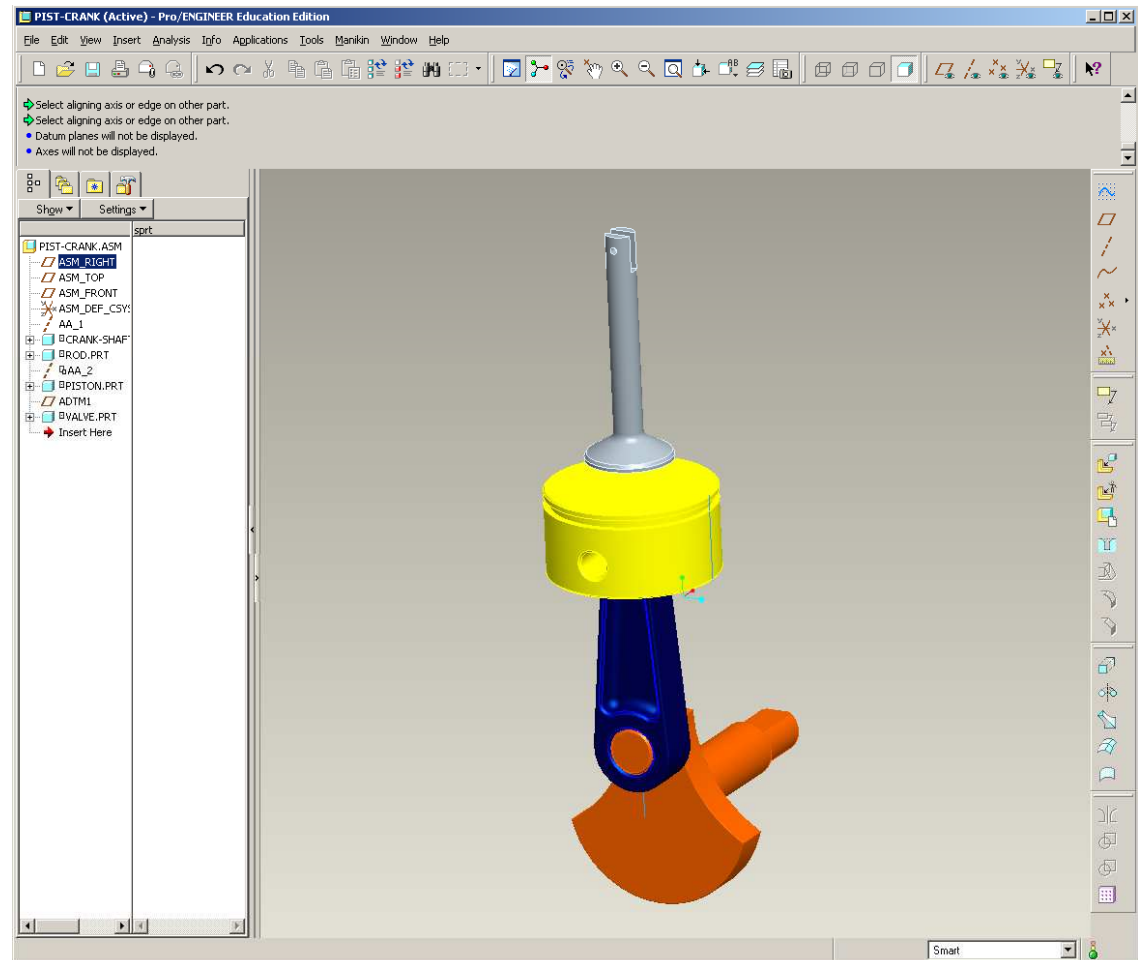 PIST-CRANK (Active) - Pro/ENGINEER Education Edition
File Edit View Insert Analysis Info Applications Tools Manikin Window Help
Select aligning axis or edge on other part.
Select aligning axis or edge on other part.
Datum planes will not be displayed.
Axes will not be displayed.
Show Settings
sprt
PIST-CRANK.ASM
ASM_RIGHT
ASM_TOP
ASM_FRONT
ASM_DEF_CSYS
AA_1
CRANK-SHAF
ROD.PRT
AA_2
PISTON.PRT
ADTM1
VALVE.PRT
Insert Here
Smart